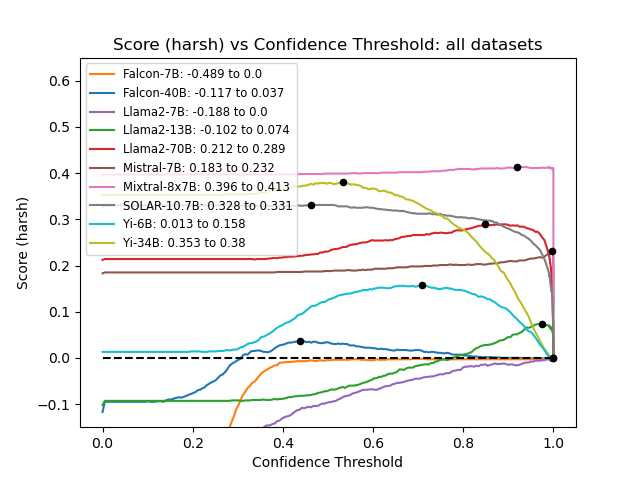 Score (harsh) vs Confidence Threshold: all datasets
Score (harsh)
0.6
0.5
0.4
0.3
0.2
0.1
0.0
−0.1
Falcon-7B: -0.489 to 0.0
Falcon-40B: -0.117 to 0.037
Llama2-7B: -0.188 to 0.0
Llama2-13B: -0.102 to 0.074
Llama2-70B: 0.212 to 0.289
Mistral-7B: 0.183 to 0.232
Mixtral-8x7B: 0.396 to 0.413
SOLAR-10.7B: 0.328 to 0.331
Yi-6B: 0.013 to 0.158
Yi-34B: 0.353 to 0.38
0.0 0.2 0.4 0.6 0.8 1.0
Confidence Threshold